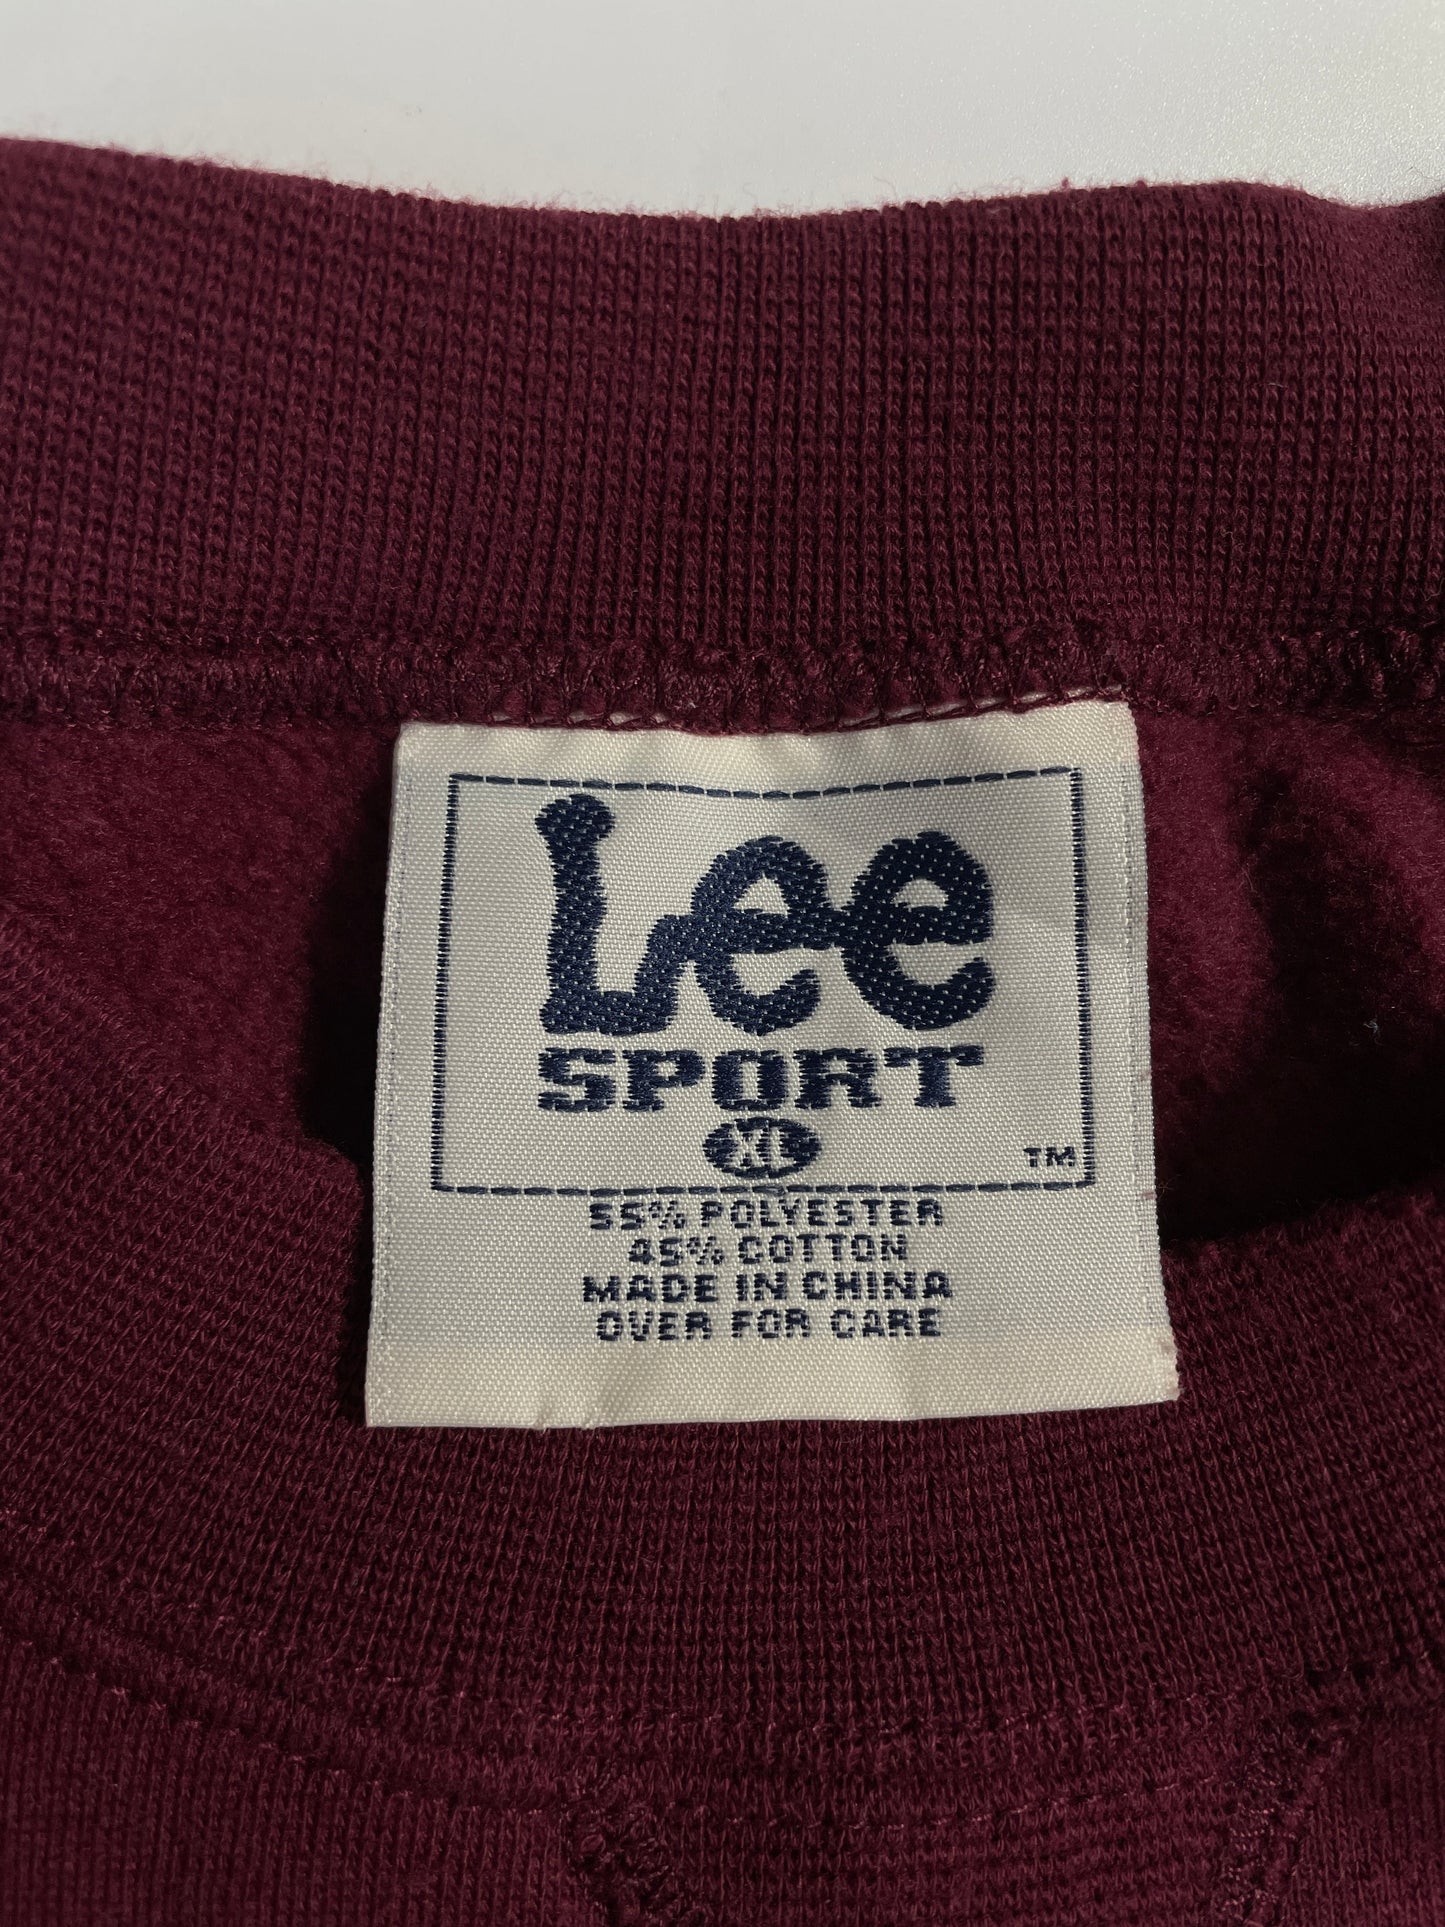 Lee
SPORT
XL
TM
55% POLYESTER
45% COTTON
MADE IN CHINA
OVER FOR CARE